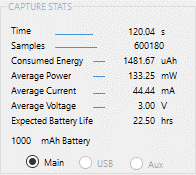 CAPTURE STATS
Time 120.04 s
Samples 600180
Consumed Energy 1481.67 uAh
Average Power 133.25 mW
Average Current 44.44 mA
Average Voltage 3.00 V
Expected Battery Life 22.50 hrs
1000 mAh Battery
Main USB Aux